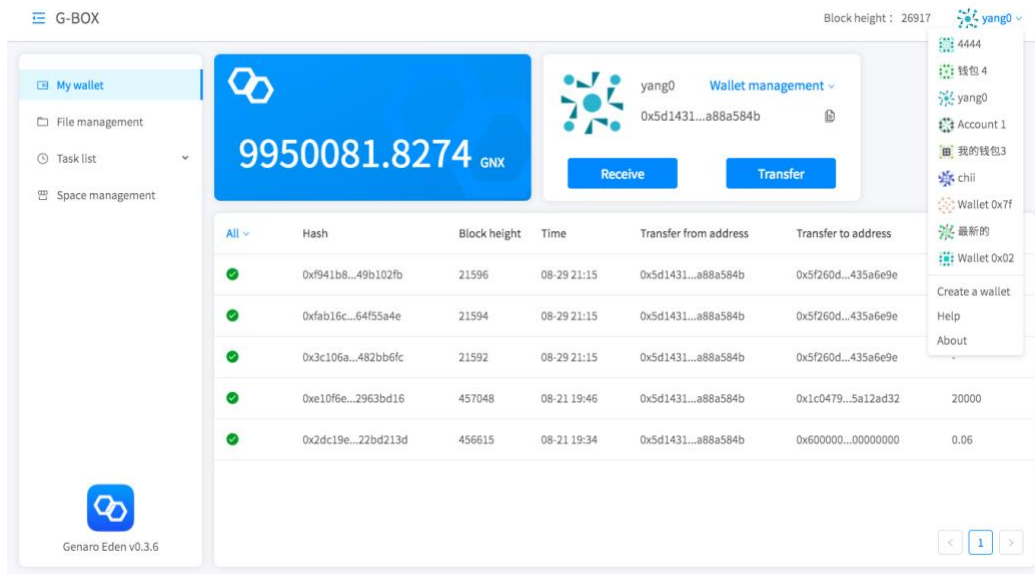 G-BOX
Block height： 26917
yang0
4444
钱包 4
yang0
Account 1
我的钱包3
chii
Wallet 0x7f
最新的
Wallet 0x02
Create a wallet
Help
About
My wallet
File management
Task list
Space management
9950081.8274 GNX
yang0 Wallet management
0x5d1431...a88a584b
Receive Transfer
All Hash Block height Time Transfer from address Transfer to address
0xf941b8...49b102fb 21596 08-29 21:15 0x5d1431...a88a584b 0x5f260d...435a6e9e
0xfab16c...64f55a4e 21594 08-29 21:15 0x5d1431...a88a584b 0x5f260d...435a6e9e
0x3c106a...482bb6fc 21592 08-29 21:15 0x5d1431...a88a584b 0x5f260d...435a6e9e
0xe10f6e...2963bd16 457048 08-21 19:46 0x5d1431...a88a584b 0x1c0479...5a12ad32 20000
0x2dc19e...22bd213d 456615 08-21 19:34 0x5d1431...a88a584b 0x600000...00000000 0.06
< 1 >
Genaro Eden v0.3.6